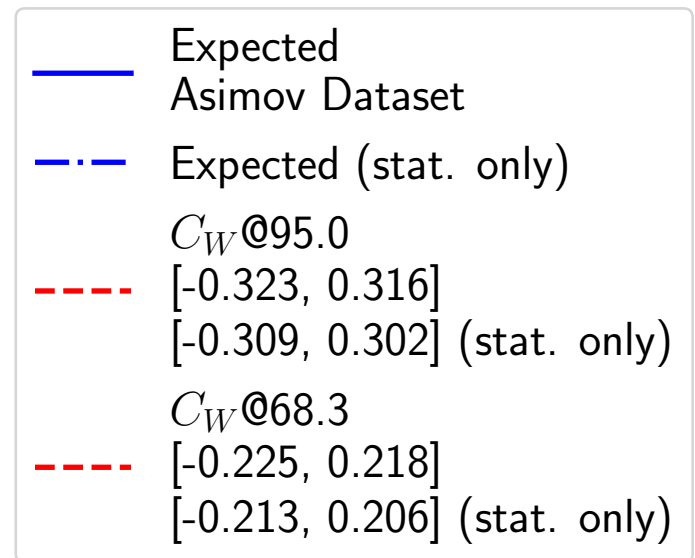 Expected
Asimov Dataset
Expected (stat. only)
C_W@95.0
[-0.323, 0.316]
[-0.309, 0.302] (stat. only)
C_W@68.3
[-0.225, 0.218]
[-0.213, 0.206] (stat. only)